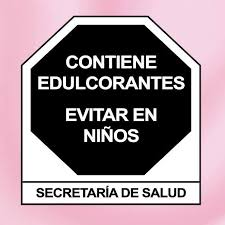 CONTIENE
EDULCORANTES
EVITAR EN
NIÑOS
SECRETARÍA DE SALUD